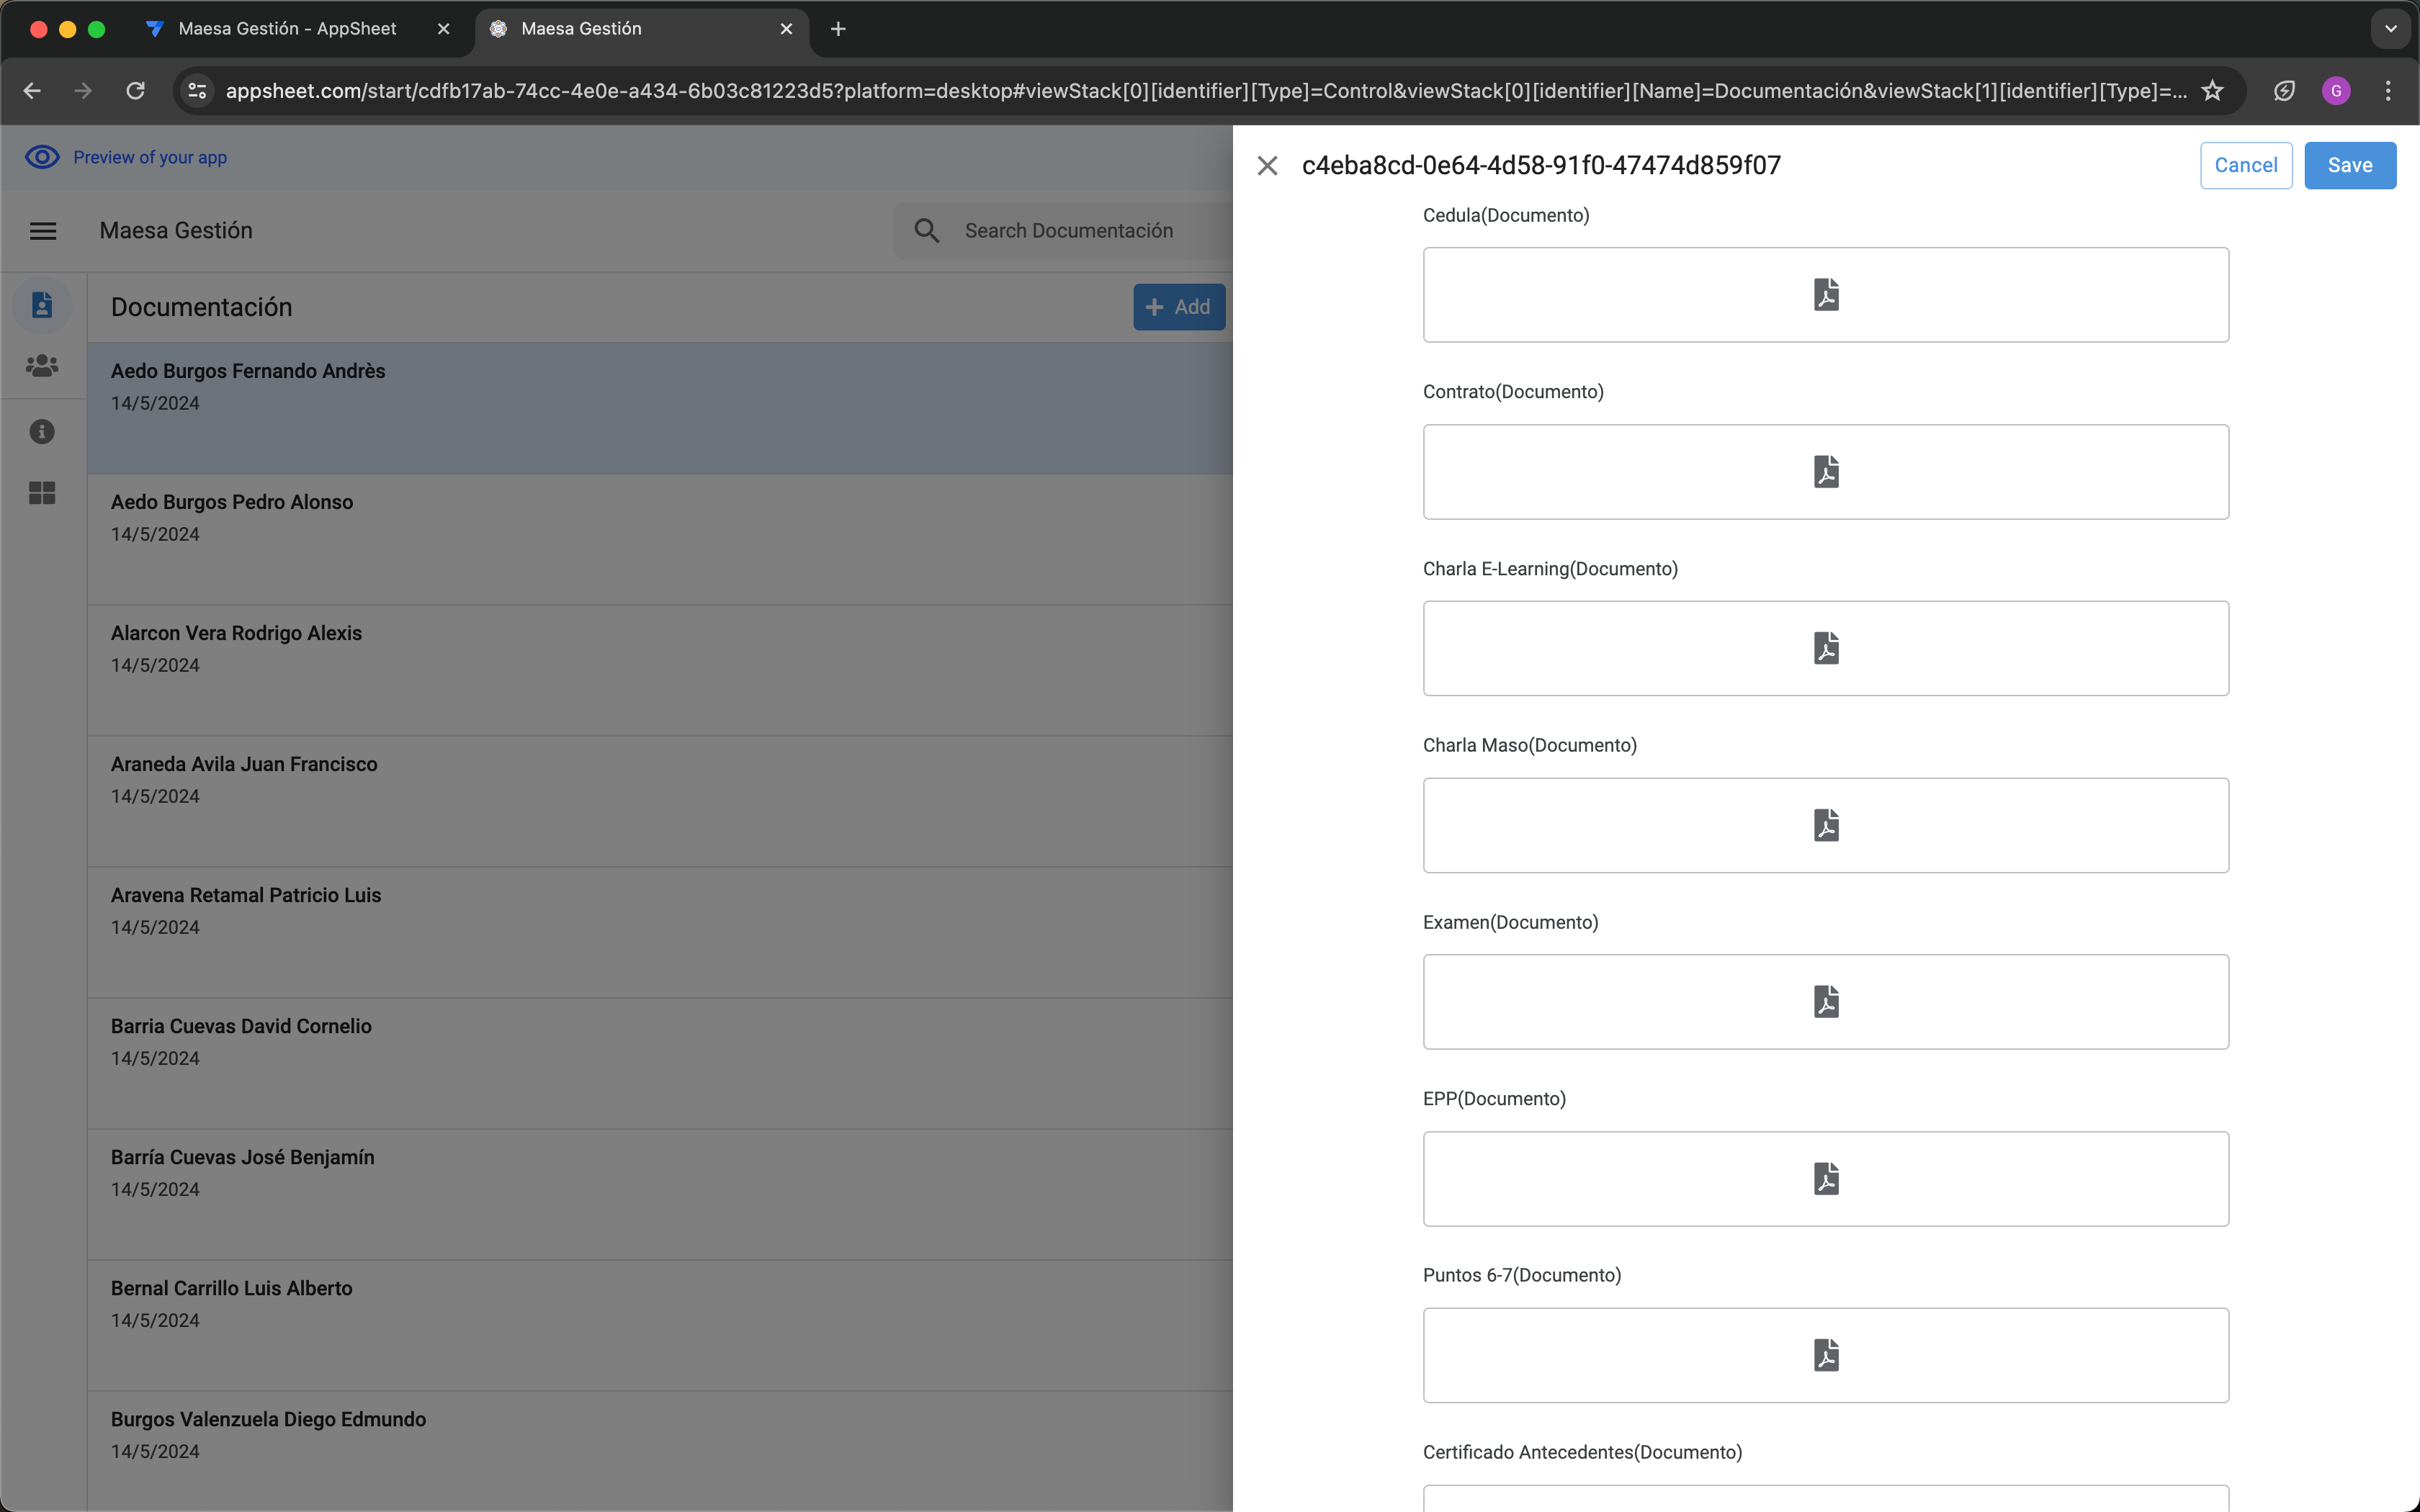 Maesa Gestión - AppSheet
Maesa Gestión
appsheet.com/start/cdfb17ab-74cc-4e0e-a434-6b03c81223d5?platform=desktop#viewStack[0][identifier][Type]=Control&viewStack[0][identifier][Name]=Documentación&viewStack[1][identifier][Type]=...
G
Preview of your app
Maesa Gestión
Search Documentación
Documentación
Add
Aedo Burgos Fernando Andrès
14/5/2024
Aedo Burgos Pedro Alonso
14/5/2024
Alarcon Vera Rodrigo Alexis
14/5/2024
Araneda Avila Juan Francisco
14/5/2024
Aravena Retamal Patricio Luis
14/5/2024
Barria Cuevas David Cornelio
14/5/2024
Barría Cuevas José Benjamín
14/5/2024
Bernal Carrillo Luis Alberto
14/5/2024
Burgos Valenzuela Diego Edmundo
14/5/2024
c4eba8cd-0e64-4d58-91f0-47474d859f07
Cancel
Save
Cedula(Documento)
Contrato(Documento)
Charla E-Learning(Documento)
Charla Maso(Documento)
Examen(Documento)
EPP(Documento)
Puntos 6-7(Documento)
Certificado Antecedentes(Documento)